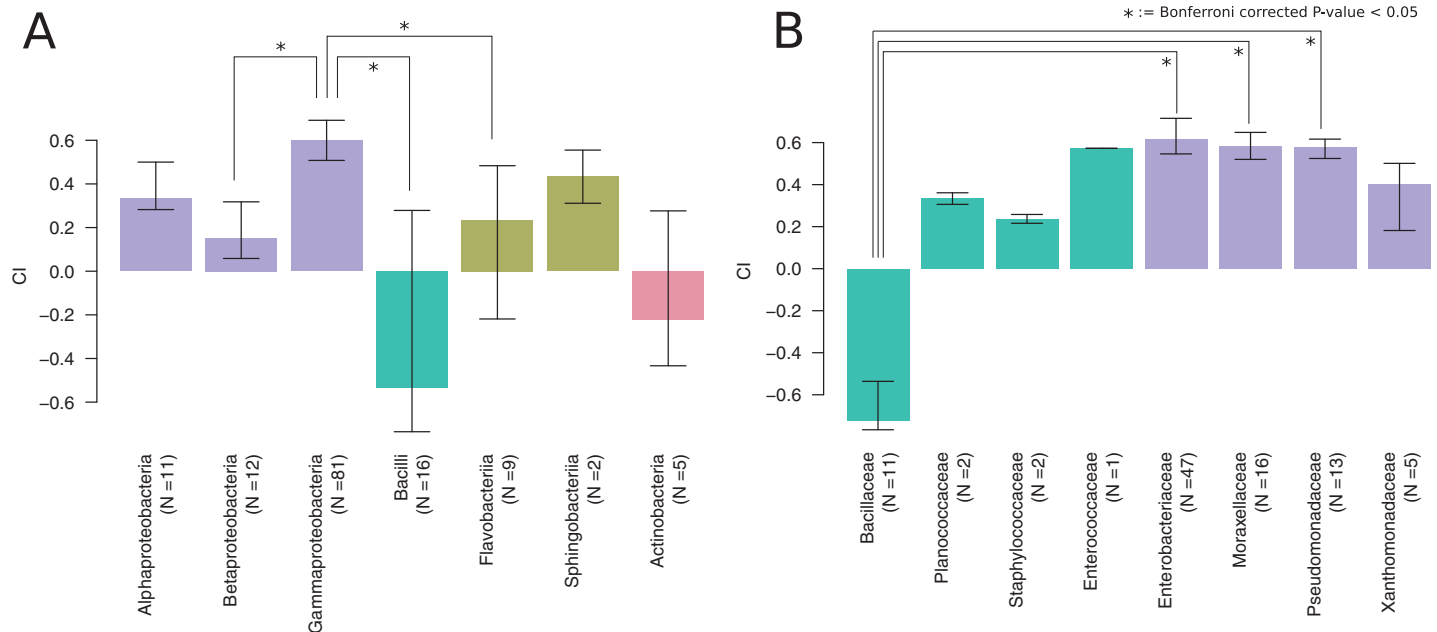 A
B
* := Bonferroni corrected P-value < 0.05
*
*
*
*
*
*
CI
0.6
0.4
0.2
0.0
−0.2
−0.4
−0.6
Alphaproteobacteria
(N =11)
Betaproteobacteria
(N =12)
Gammaproteobacteria
(N =81)
Bacilli
(N =16)
Flavobacteriia
(N =9)
Sphingobacteriia
(N =2)
Actinobacteria
(N =5)
CI
0.6
0.4
0.2
0.0
−0.2
−0.4
−0.6
Bacillaceae
(N =11)
Planococcaceae
(N =2)
Staphylococcaceae
(N =2)
Enterococcaceae
(N =1)
Enterobacteriaceae
(N =47)
Moraxellaceae
(N =16)
Pseudomonadaceae
(N =13)
Xanthomonadaceae
(N =5)